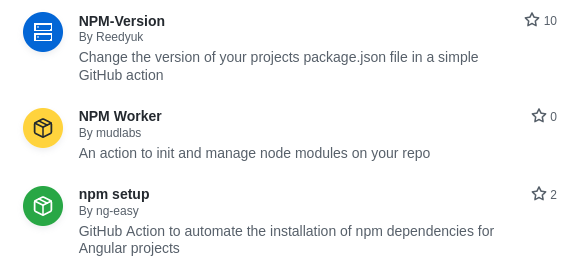 NPM-Version
10
By Reedyuk
Change the version of your projects package.json file in a simple
GitHub action
NPM Worker
0
By mudlabs
An action to init and manage node modules on your repo
npm setup
2
By ng-easy
GitHub Action to automate the installation of npm dependencies for
Angular projects